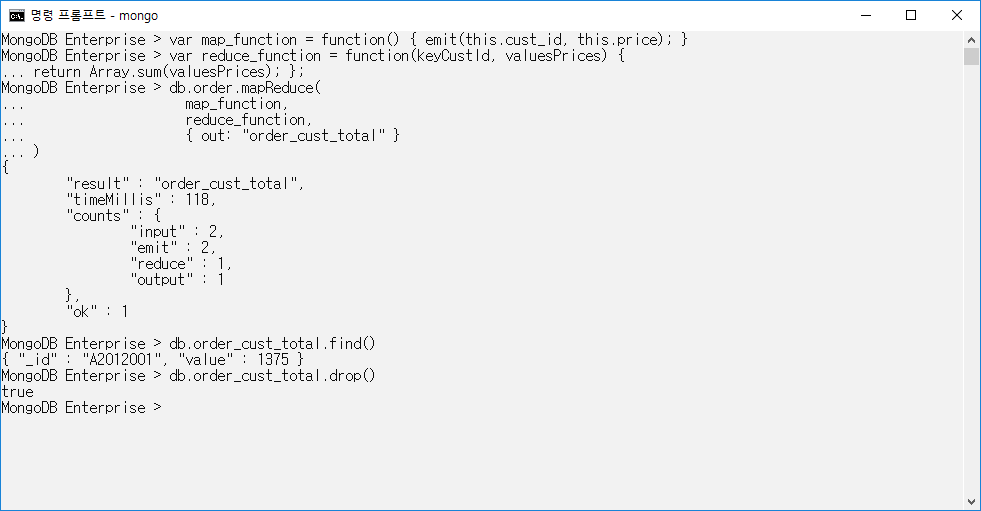 명령 프롬프트 - mongo
MongoDB Enterprise > var map_function = function() { emit(this.cust_id, this.price); }
MongoDB Enterprise > var reduce_function = function(keyCustId, valuesPrices) {
... return Array.sum(valuesPrices); };
MongoDB Enterprise > db.order.mapReduce(
...                    map_function,
...                    reduce_function,
...                    { out: "order_cust_total" }
... )
{
        "result" : "order_cust_total",
        "timeMillis" : 118,
        "counts" : {
                "input" : 2,
                "emit" : 2,
                "reduce" : 1,
                "output" : 1
        },
        "ok" : 1
}
MongoDB Enterprise > db.order_cust_total.find()
{ "_id" : "A2012001", "value" : 1375 }
MongoDB Enterprise > db.order_cust_total.drop()
true
MongoDB Enterprise >